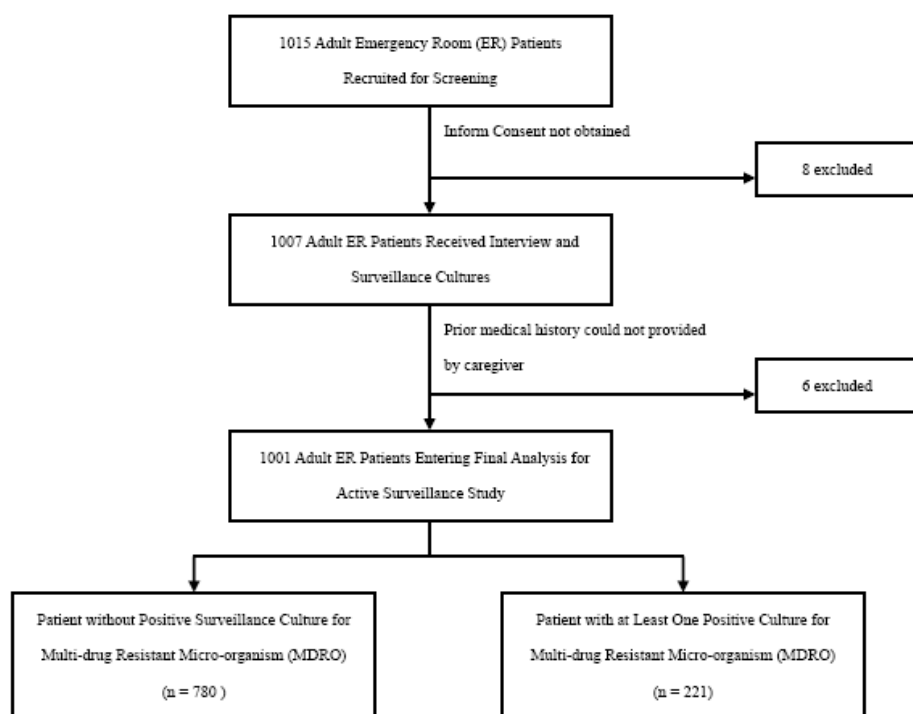 1015 Adult Emergency Room (ER) Patients
Recruited for Screening
Inform Consent not obtained
8 excluded
1007 Adult ER Patients Received Interview and
Surveillance Cultures
Prior medical history could not provided
by caregiver
6 excluded
1001 Adult ER Patients Entering Final Analysis for
Active Surveillance Study
Patient without Positive Surveillance Culture for
Multi-drug Resistant Micro-organism (MDRO)
(n = 780 )
Patient with at Least One Positive Culture for
Multi-drug Resistant Micro-organism (MDRO)
(n = 221)